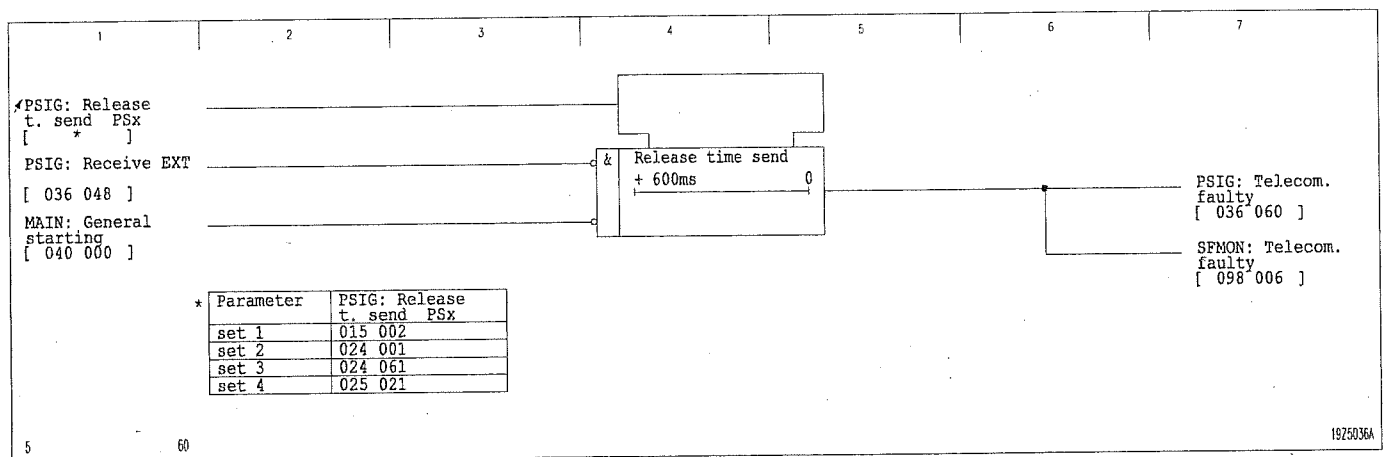 1 2 3 4 5 6 7
PSIG: Release
t. send PSx
[ * ]
PSIG: Receive EXT
[ 036 048 ]
MAIN: General
starting
[ 040 000 ]
& Release time send
+ 600ms 0
PSIG: Telecom.
faulty
[ 036 060 ]
SFMON: Telecom.
faulty
[ 098 006 ]
* Parameter PSIG: Release
t. send PSx
set 1 015 002
set 2 024 001
set 3 024 061
set 4 025 021
5 60
19Z5036A